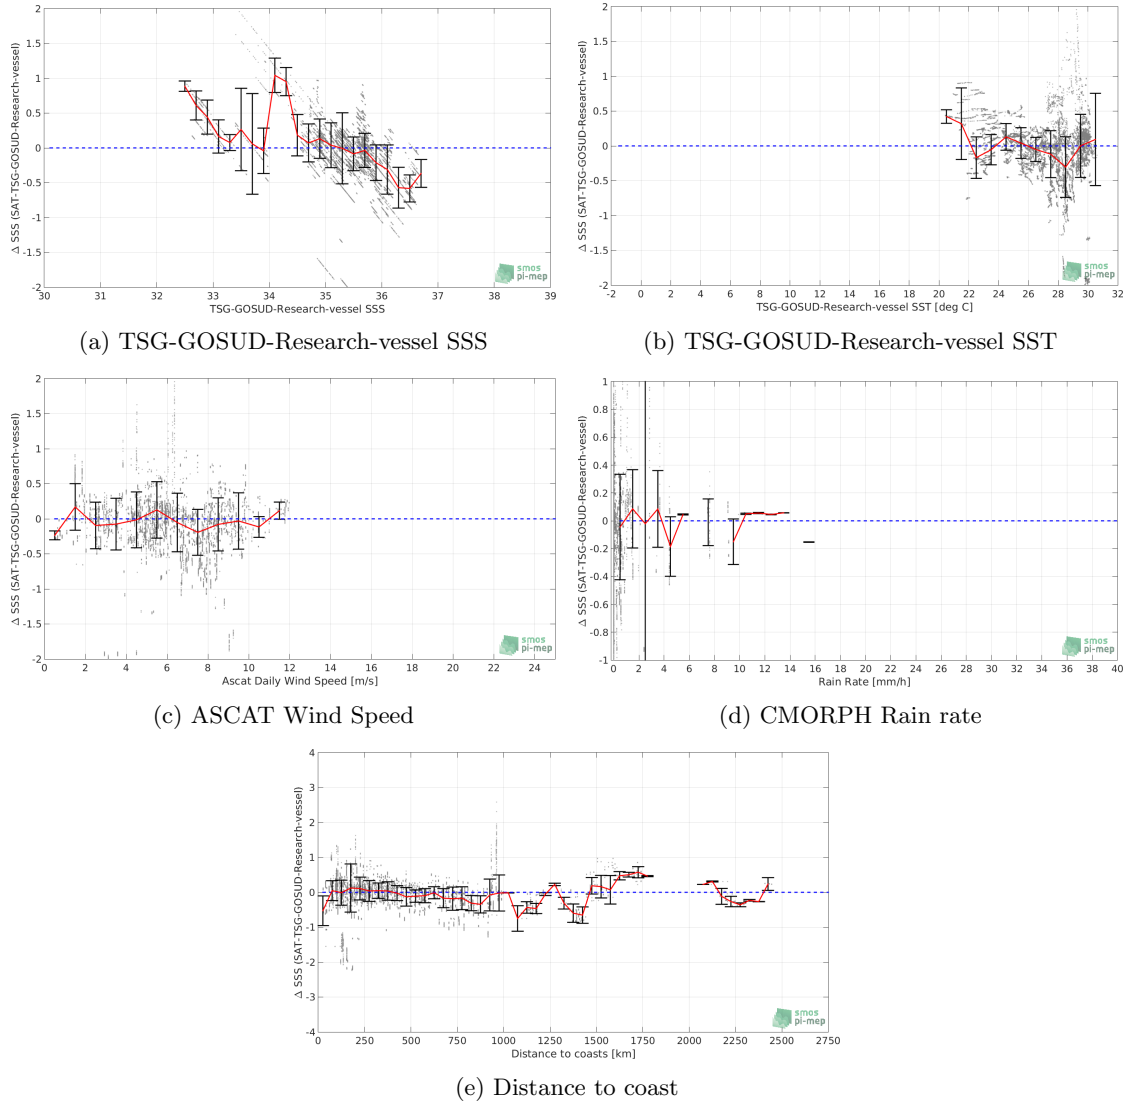 Δ SSS (SAT-TSG-GOSUD-Research-vessel)
2
1.5
1
0.5
0
-0.5
-1
-1.5
-2
30 31 32 33 34 35 36 37 38 39
TSG-GOSUD-Research-vessel SSS
smos
pi-mep
(a) TSG-GOSUD-Research-vessel SSS
Δ SSS (SAT-TSG-GOSUD-Research-vessel)
2
1.5
1
0.5
0
-0.5
-1
-1.5
-2
-2 0 2 4 6 8 10 12 14 16 18 20 22 24 26 28 30 32
TSG-GOSUD-Research-vessel SST [deg C]
smos
pi-mep
(b) TSG-GOSUD-Research-vessel SST
Δ SSS (SAT-TSG-GOSUD-Research-vessel)
2
1.5
1
0.5
0
-0.5
-1
-1.5
-2
0 2 4 6 8 10 12 14 16 18 20 22 24
Ascat Daily Wind Speed [m/s]
smos
pi-mep
(c) ASCAT Wind Speed
Δ SSS (SAT-TSG-GOSUD-Research-vessel)
1
0.8
0.6
0.4
0.2
0
-0.2
-0.4
-0.6
-0.8
-1
0 2 4 6 8 10 12 14 16 18 20 22 24 26 28 30 32 34 36 38 40
Rain Rate [mm/h]
smos
pi-mep
(d) CMORPH Rain rate
Δ SSS (SAT-TSG-GOSUD-Research-vessel)
4
3
2
1
0
-1
-2
-3
-4
0 250 500 750 1000 1250 1500 1750 2000 2250 2500 2750
Distance to coasts [km]
smos
pi-mep
(e) Distance to coast